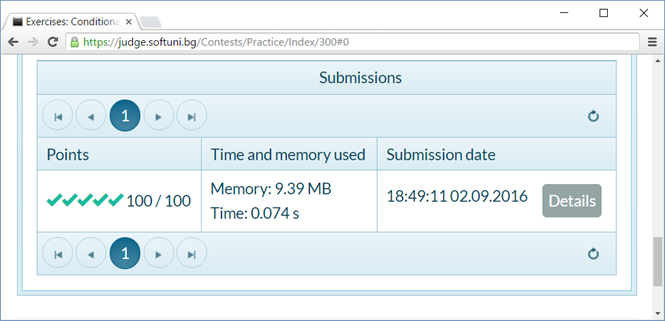 Exercises: Conditiona
https://judge.softuni.bg/Contests/Practice/Index/300#0
Submissions
1
Points Time and memory used Submission date
100 / 100 Memory: 9.39 MB 18:49:11 02.09.2016 Details
Time: 0.074 s
1